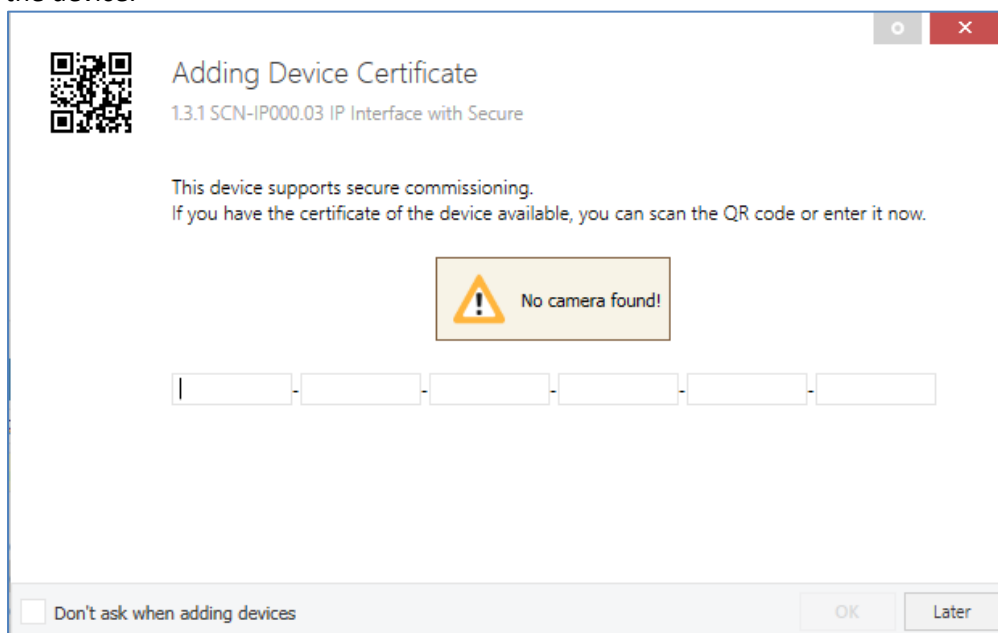 the device.
Adding Device Certificate
1.3.1 SCN-IP000.03 IP Interface with Secure
This device supports secure commissioning.
If you have the certificate of the device available, you can scan the QR code or enter it now.
No camera found!
- - - - -
Don't ask when adding devices
OK Later